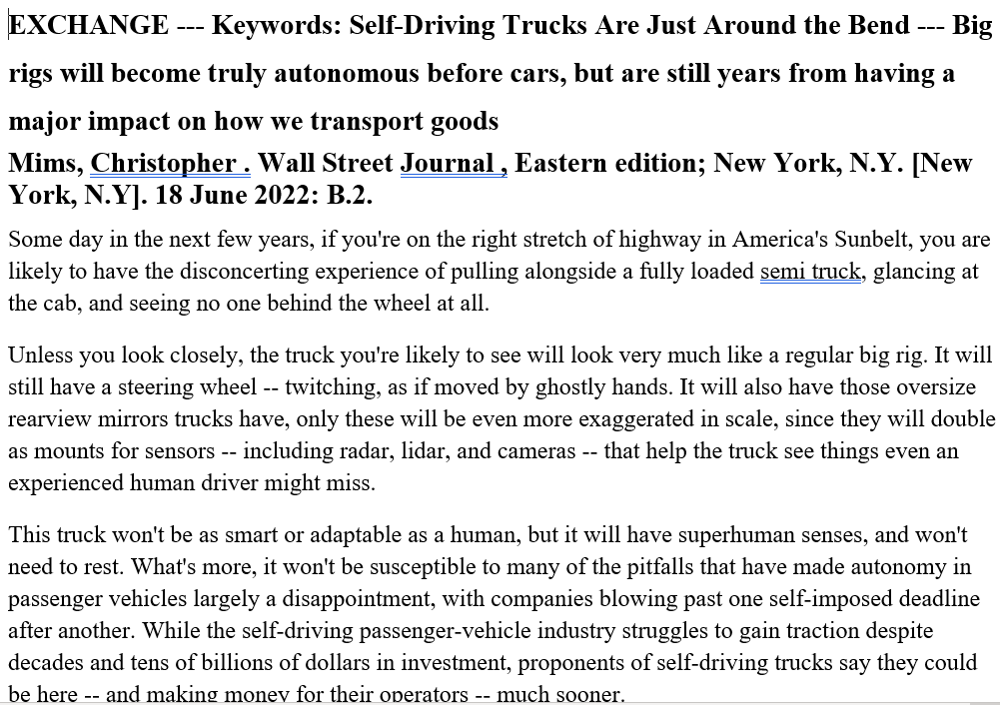 EXCHANGE --- Keywords: Self-Driving Trucks Are Just Around the Bend --- Big
rigs will become truly autonomous before cars, but are still years from having a
major impact on how we transport goods
Mims, Christopher . Wall Street Journal , Eastern edition; New York, N.Y. [New
York, N.Y]. 18 June 2022: B.2.
Some day in the next few years, if you're on the right stretch of highway in America's Sunbelt, you are
likely to have the disconcerting experience of pulling alongside a fully loaded semi truck, glancing at
the cab, and seeing no one behind the wheel at all.
Unless you look closely, the truck you're likely to see will look very much like a regular big rig. It will
still have a steering wheel -- twitching, as if moved by ghostly hands. It will also have those oversize
rearview mirrors trucks have, only these will be even more exaggerated in scale, since they will double
as mounts for sensors -- including radar, lidar, and cameras -- that help the truck see things even an
experienced human driver might miss.
This truck won't be as smart or adaptable as a human, but it will have superhuman senses, and won't
need to rest. What's more, it won't be susceptible to many of the pitfalls that have made autonomy in
passenger vehicles largely a disappointment, with companies blowing past one self-imposed deadline
after another. While the self-driving passenger-vehicle industry struggles to gain traction despite
decades and tens of billions of dollars in investment, proponents of self-driving trucks say they could
be here -- and making money for their operators -- much sooner.